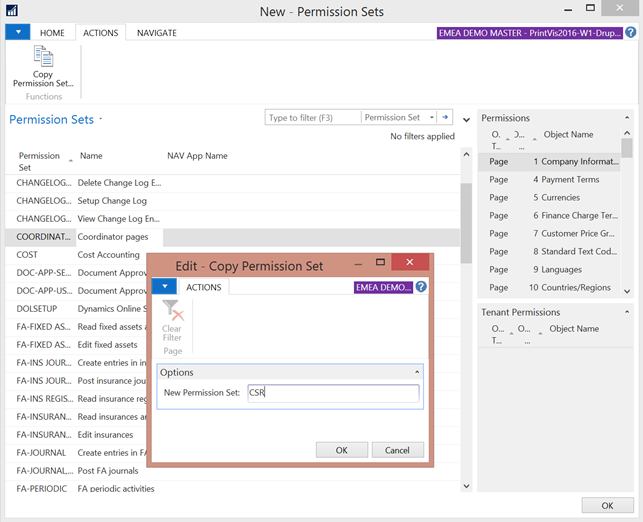 New - Permission Sets
HOME ACTIONS NAVIGATE
EMEA DEMO MASTER - PrintVis2016-W1-Drup...
?
Copy
Permission Set...
Functions
Permission Sets
Type to filter (F3) Permission Set
No filters applied
Permission
Set
Name
NAV App Name
CHANGELOG... Delete Change Log E...
CHANGELOG... Setup Change Log
CHANGELOG... View Change Log En...
COORDINAT... Coordinator pages
COST Cost Accounting
DOC-APP-SE... Document Approv
DOC-APP-US... Document Approv
DOLSETUP Dynamics Online S
FA-FIXED AS... Read fixed assets a
FA-FIXED AS... Edit fixed assets
FA-INS JOUR... Create entries in in
FA-INS JOUR... Post insurance jou
FA-INS REGIS... Read insurance reg
FA-INSURAN... Read insurances an
FA-INSURAN... Edit insurances
FA-JOURNAL Create entries in FA
FA-JOURNAL,... Post FA journals
FA-PERIODIC FA periodic activities
Edit - Copy Permission Set
ACTIONS
EMEA DEMO...
?
Clear
Filter
Page
Options
New Permission Set: CSR
OK Cancel
Permissions
O.
T...
O...
...
Object Name
Page 1 Company Informat...
Page 4 Payment Terms
Page 5 Currencies
Page 6 Finance Charge Ter...
Page 7 Customer Price Gr...
Page 8 Standard Text Cod...
Page 9 Languages
Page 10 Countries/Regions
Tenant Permissions
O.
T...
O...
...
Object Name
OK